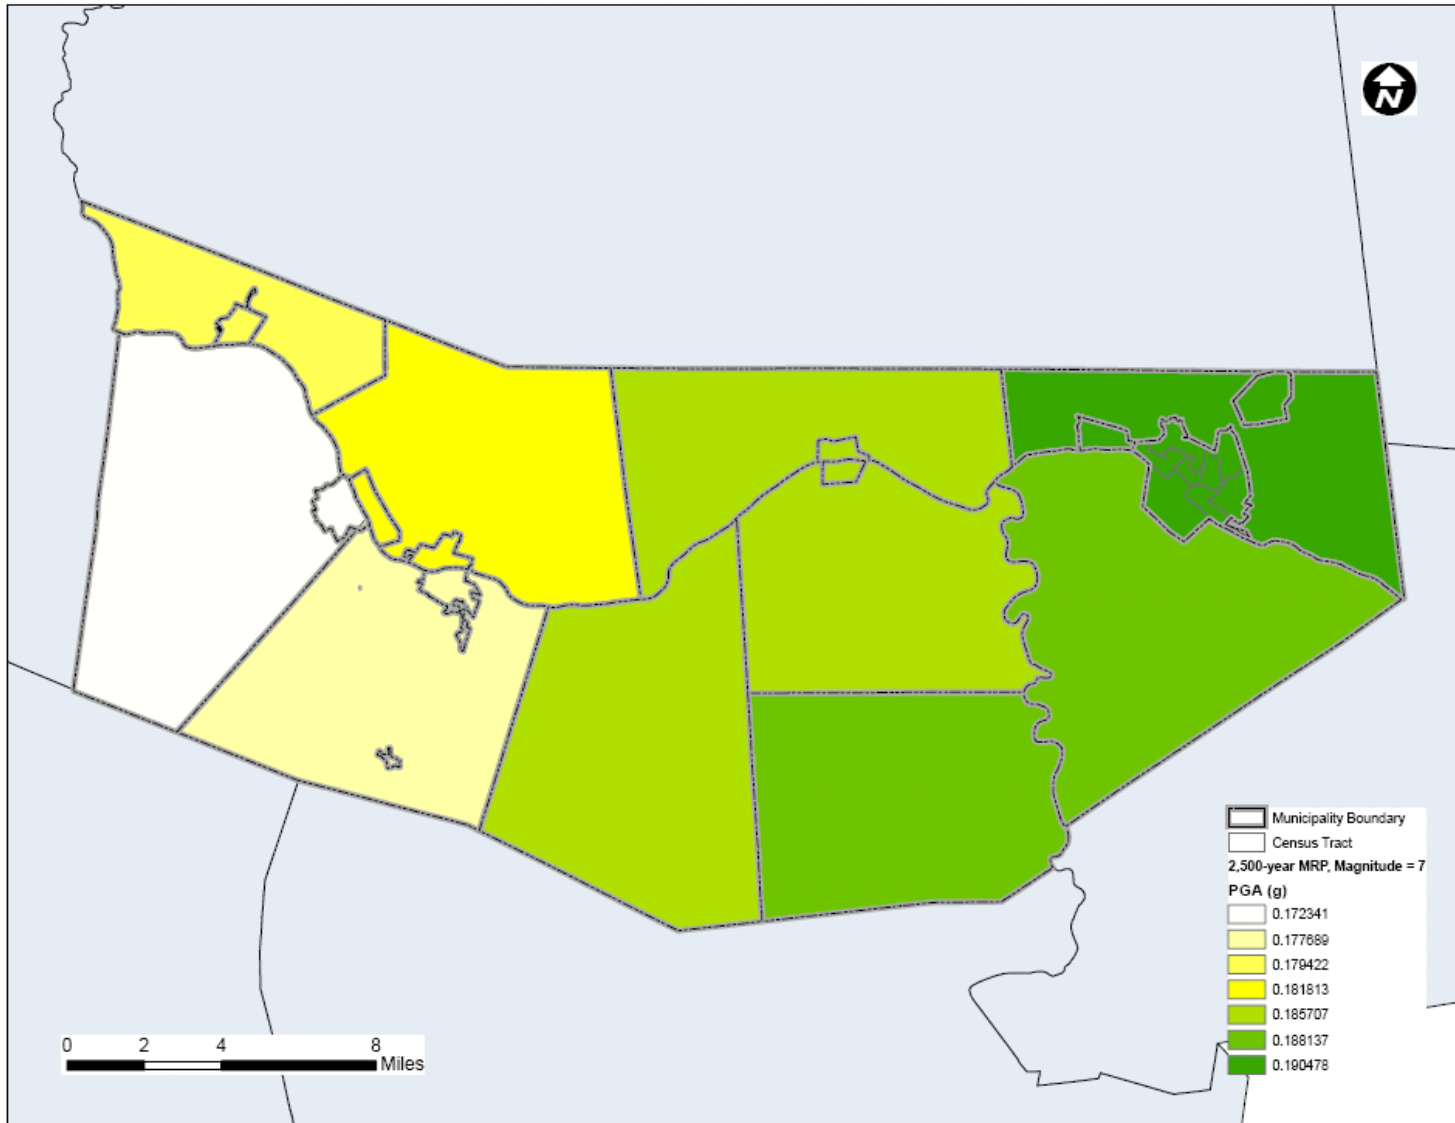 N
Municipality Boundary
Census Tract
2,500-year MRP, Magnitude = 7
PGA (g)
0.172341
0.177689
0.179422
0.181813
0.185707
0.188137
0.190478
0 2 4 8
Miles